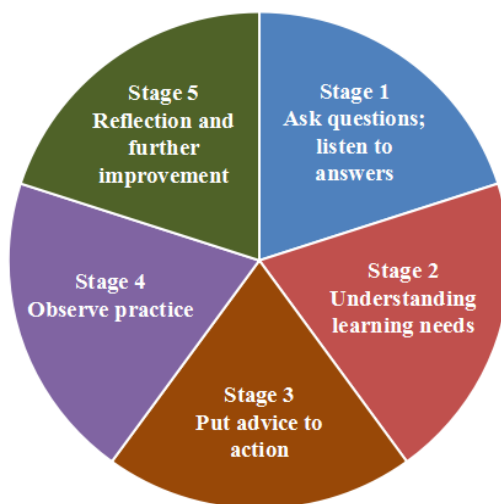 Stage 1
Ask questions;
listen to
answers
Stage 2
Understanding
learning needs
Stage 3
Put advice to
action
Stage 4
Observe practice
Stage 5
Reflection and
further
improvement